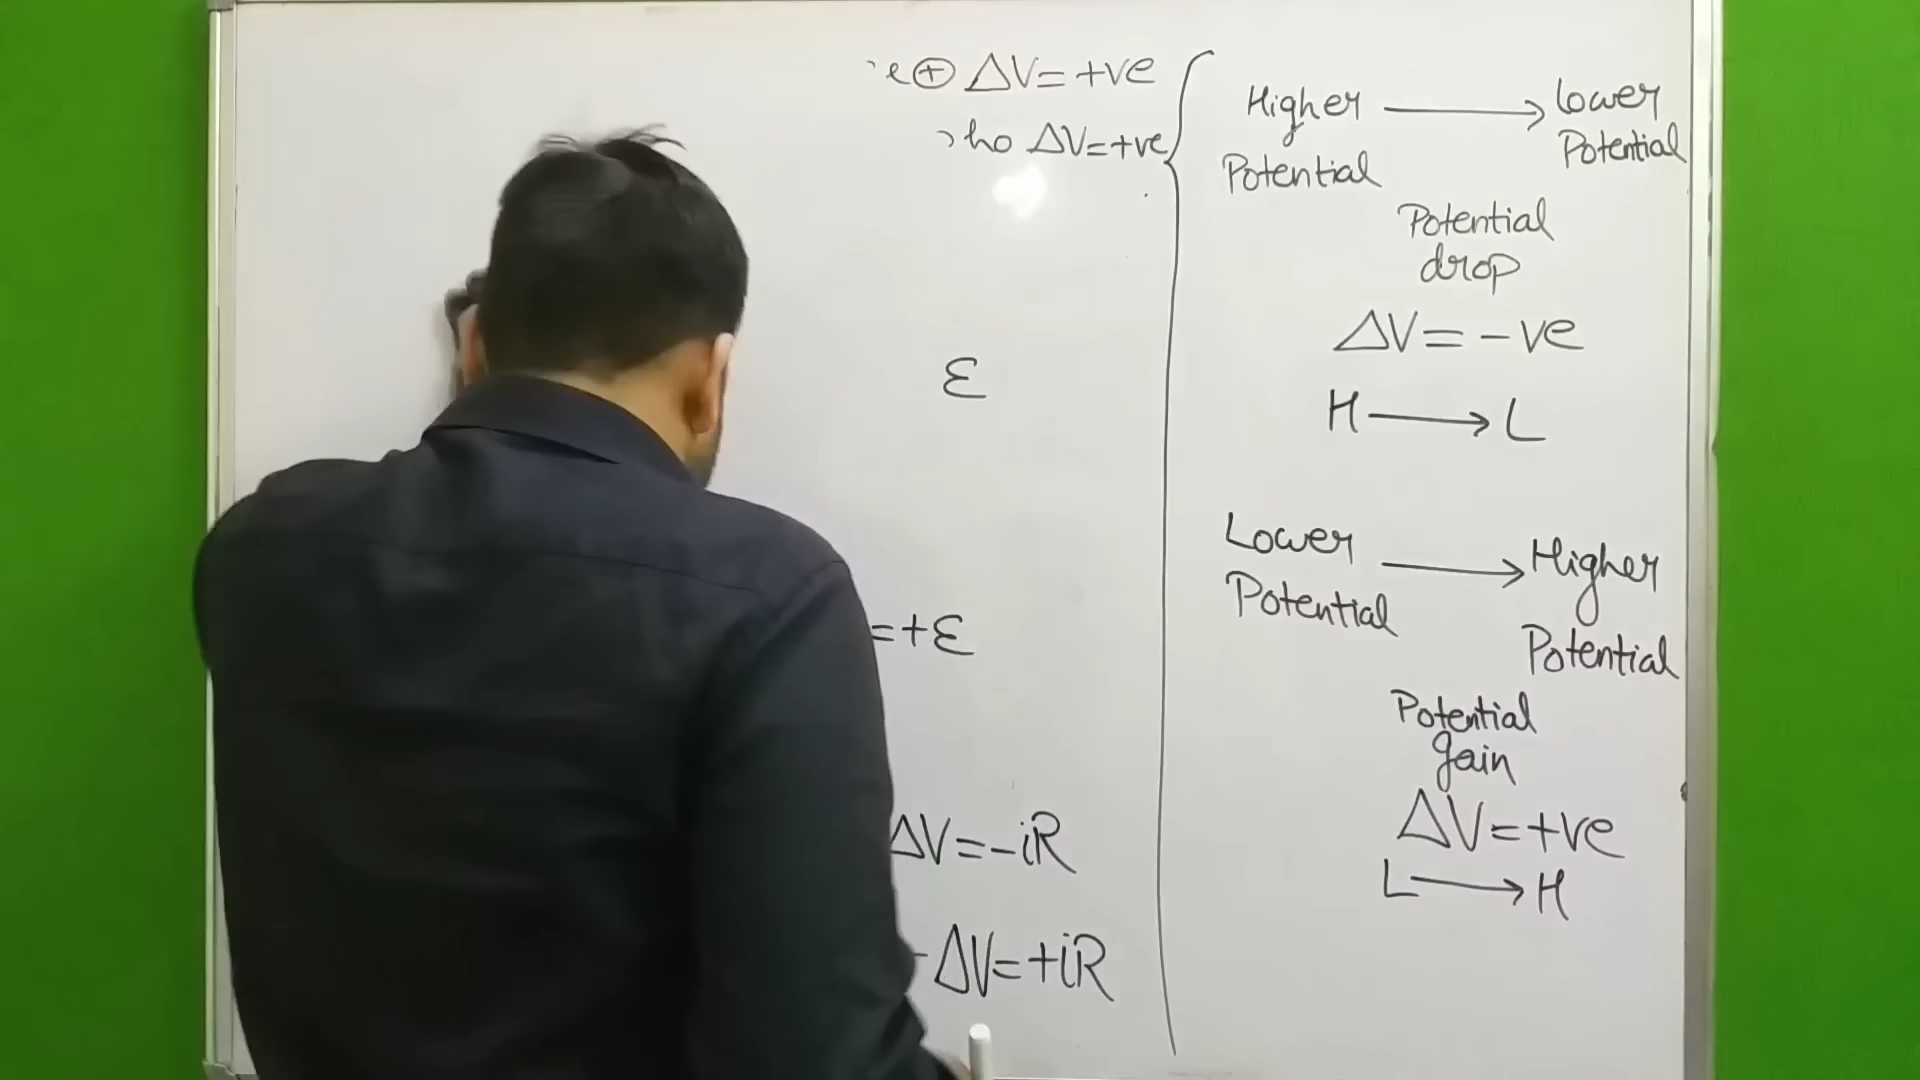 ⊕ ΔV = +ve
ho ΔV = +ve
ε
= +ε
ΔV = -iR
ΔV = +iR
Higher Potential ⟶ Lower Potential
Potential
drop
ΔV = -ve
H ⟶ L
Lower Potential ⟶ Higher Potential
Potential
gain
ΔV = +ve
L ⟶ H